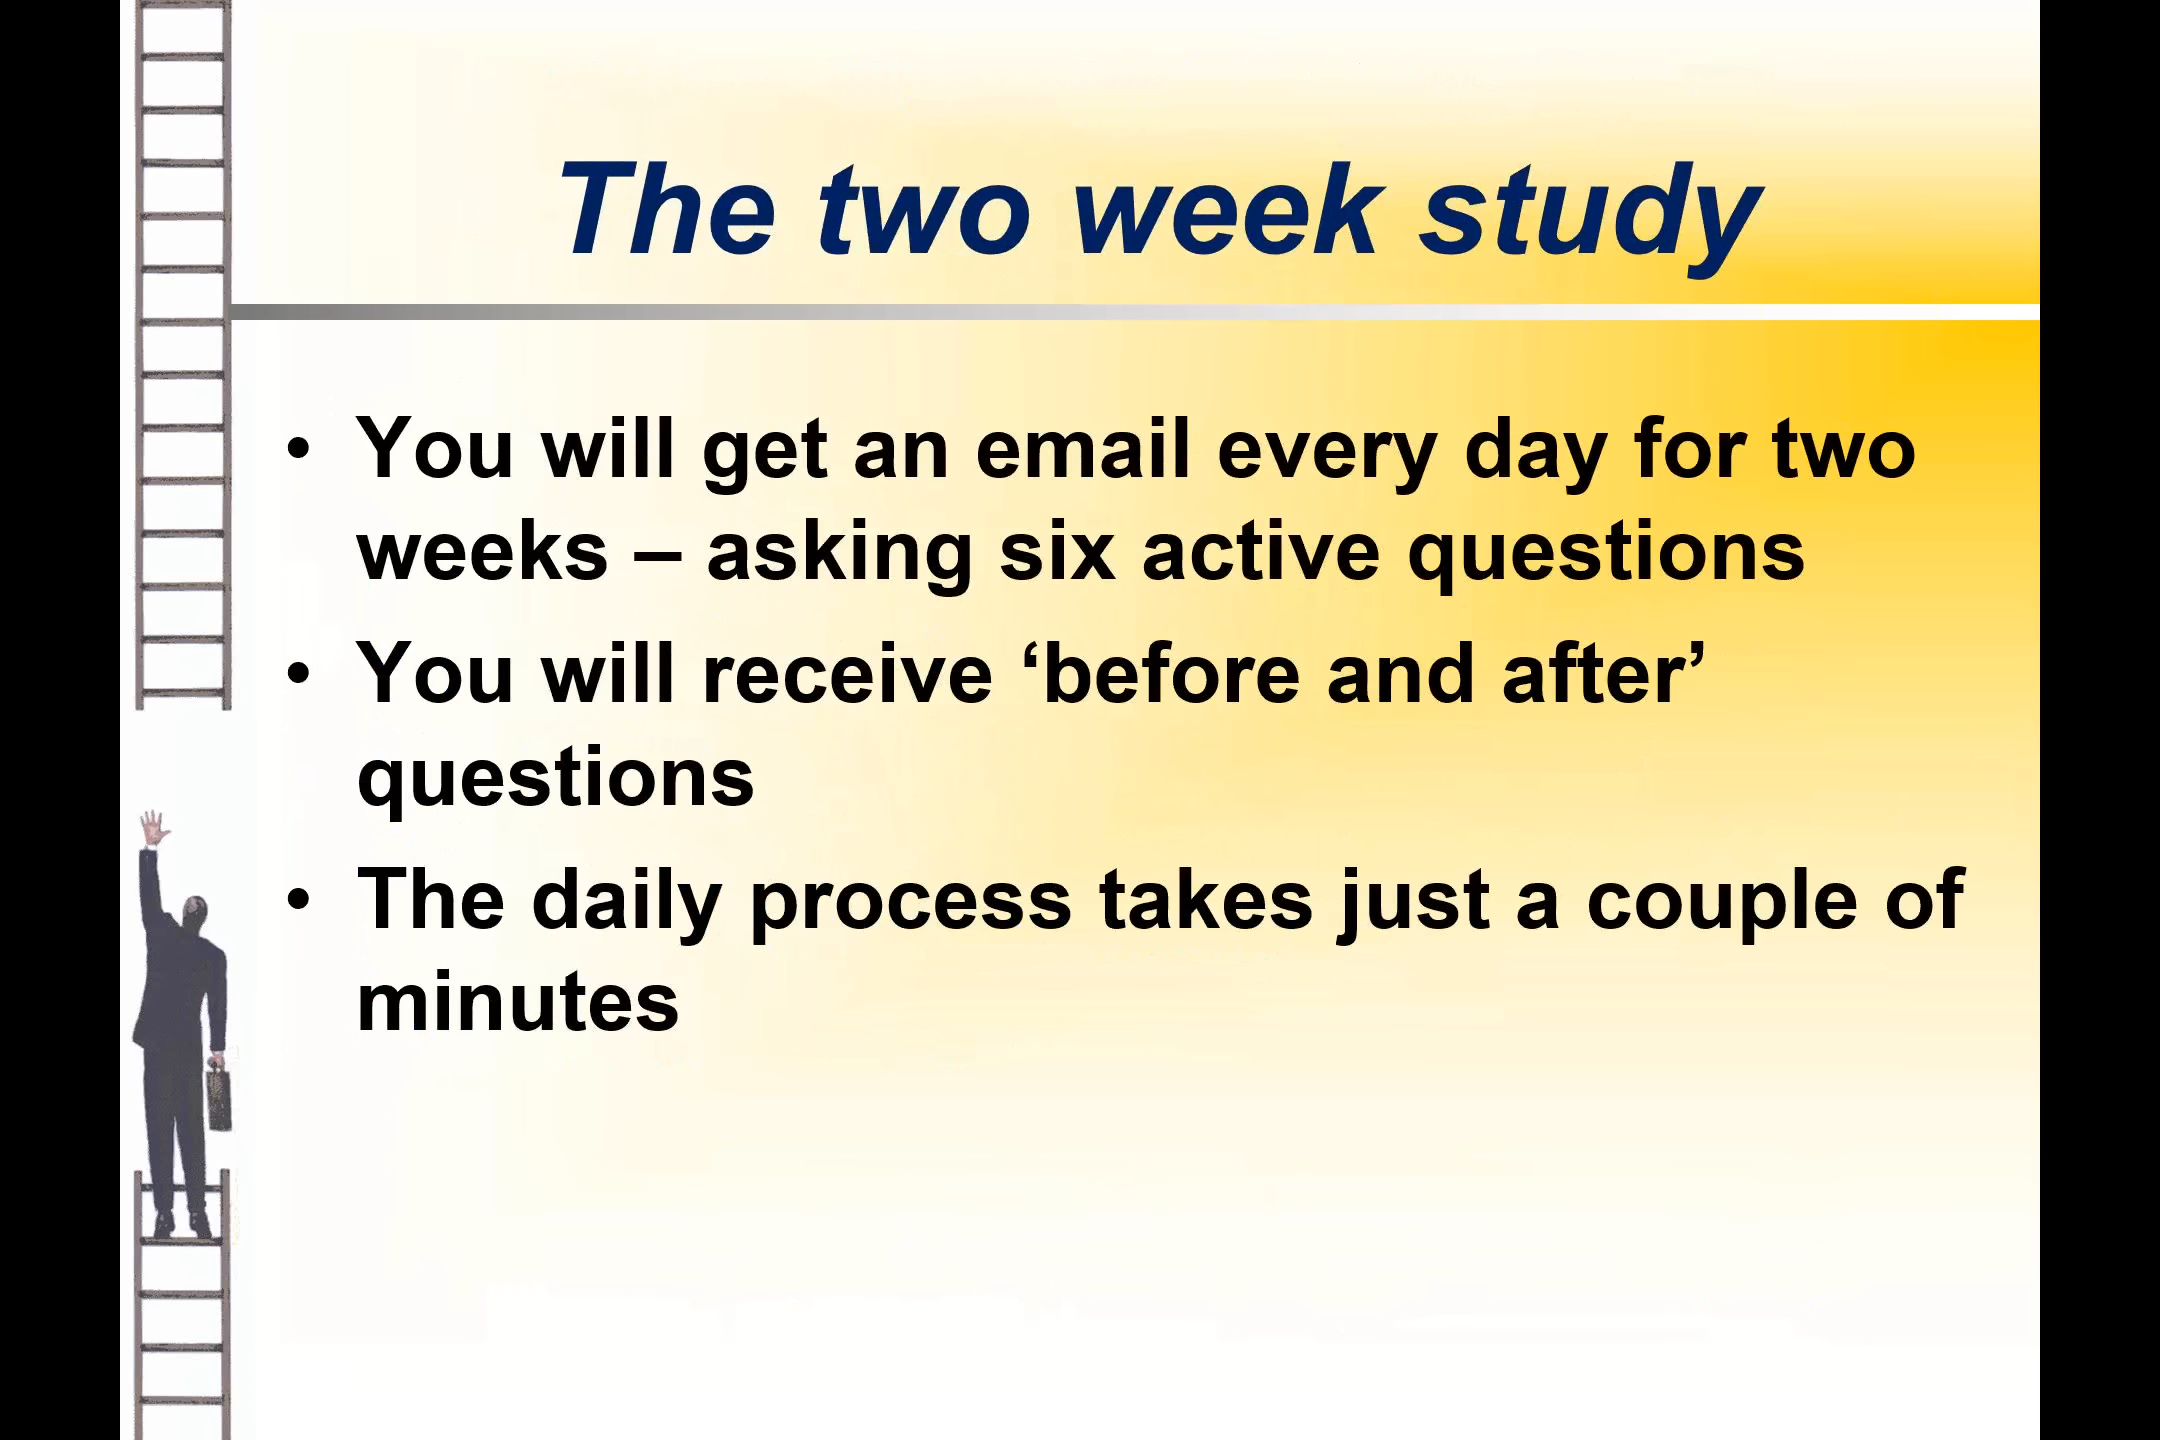 The two week study
• You will get an email every day for two
weeks – asking six active questions
• You will receive ‘before and after’
questions
• The daily process takes just a couple of
minutes